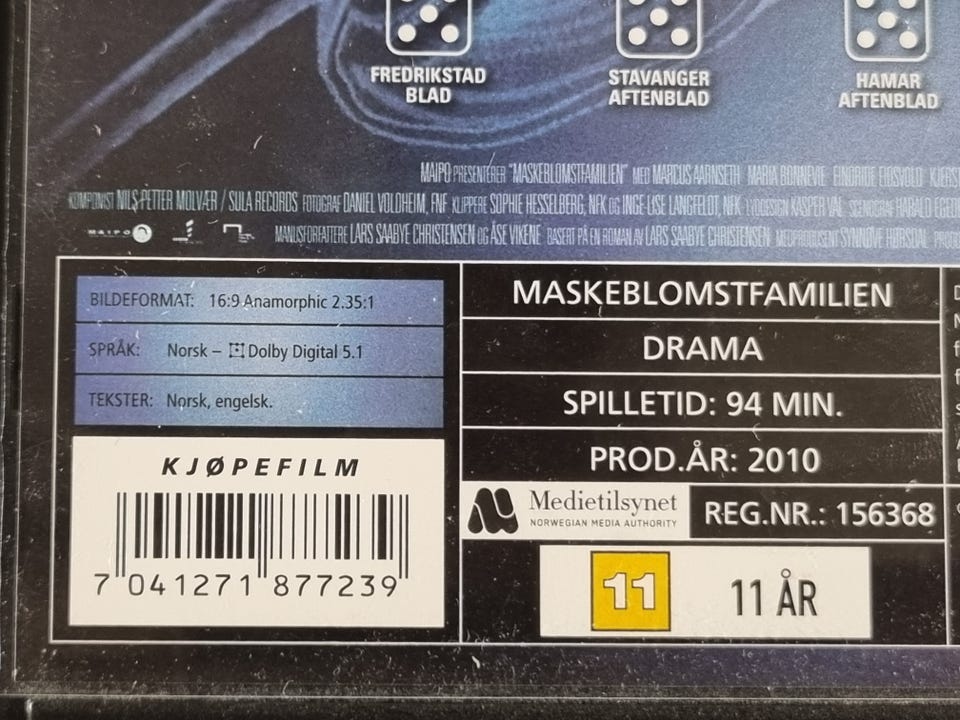 FREDRIKSTAD
BLAD
STAVANGER
AFTENBLAD
HAMAR
AFTENBLAD
MAIPO PRESENTERER "MASKEBLOMSTFAMILIEN" MED MARCUS AARNSETH MARIA BONNEVIE EINDRIDE EIDSVOLD
KOMPONIST NILS PETTER MOLVÆR / SULA RECORDS FOTOGRAF DANIEL VOLDHEIM, FNF KLIPPERE SOPHIE HESSELBERG, NFK OG INGE-LISE LANGFELDT, NFK LYDDESIGN KASPER VAL SCENOGRAF HARALD
MAIPO
MANUSFORFATTERE LARS SAABYE CHRISTENSEN OG ÅSE VIKENE BASERT PÅ EN ROMAN AV LARS SAABYE CHRISTENSEN MEDPRODUSENT SYNNØVE HØRSDAL
BILDEFORMAT: 16:9 Anamorphic 2.35:1
SPRÅK: Norsk – Dolby Digital 5.1
TEKSTER: Norsk, engelsk.
KJØPEFILM
7 041271 877239
MASKEBLOMSTFAMILIEN
DRAMA
SPILLETID: 94 MIN.
PROD.ÅR: 2010
Medietilsynet
NORWEGIAN MEDIA AUTHORITY
REG.NR.: 156368
11 11 ÅR